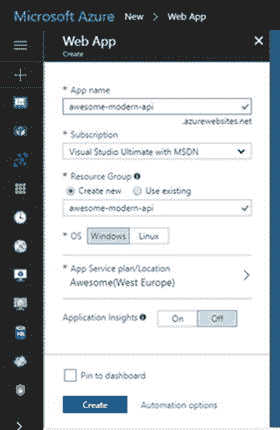 Microsoft Azure New > Web App
Web App
Create
* App name
awesome-modern-api
.azurewebsites.net
* Subscription
Visual Studio Ultimate with MSDN
* Resource Group
Create new Use existing
awesome-modern-api
* OS Windows Linux
* App Service plan/Location
Awesome(West Europe)
Application Insights On Off
Pin to dashboard
Create Automation options